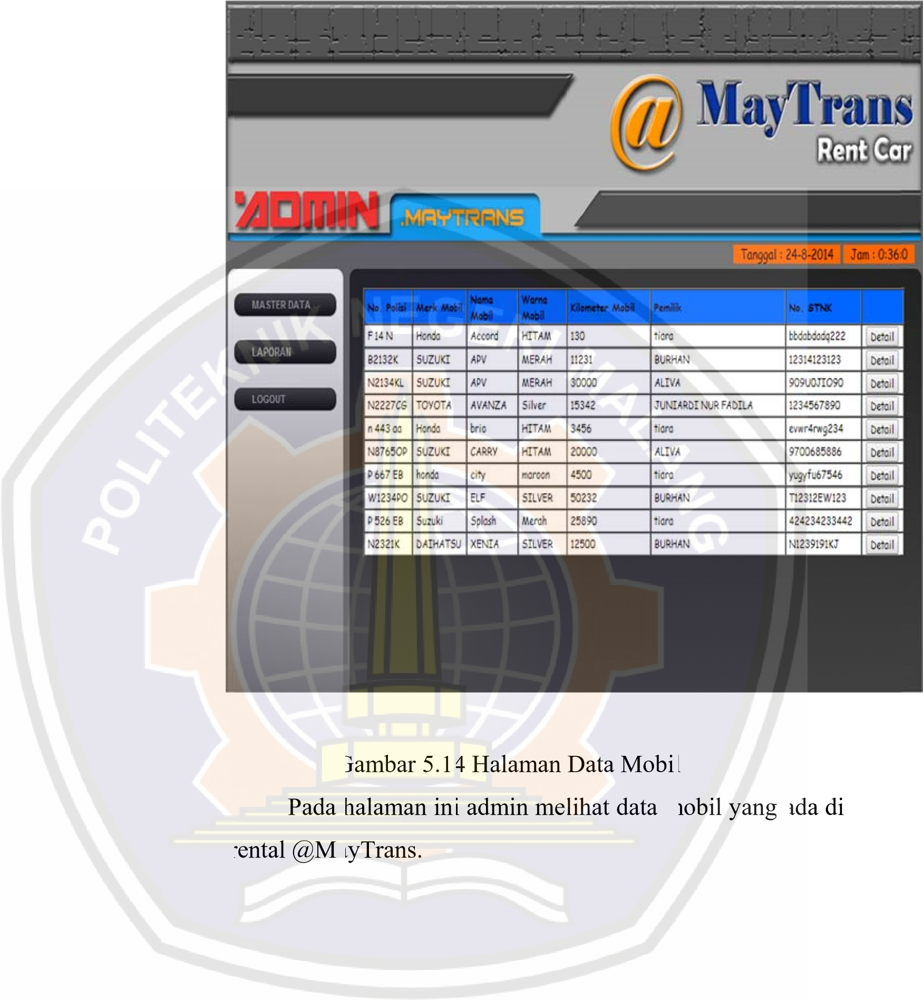 @ MayTrans
Rent Car
ADMIN .MAYTRANS
Tanggal : 24-8-2014 Jam : 0:36:0
MASTER DATA
LAPORAN
LOGOUT
No. Polisi Merk Mobil Nama Mobil Warna Mobil Kilometer Mobil Pemilik No. STNK
F 14 N Honda Accord HITAM 130 tiara bbdabdadq222 Detail
B2132K SUZUKI APV MERAH 11231 BURHAN 12314123123 Detail
N2134KL SUZUKI APV MERAH 30000 ALIVA 909U0JIO90 Detail
N2227CG TOYOTA AVANZA Silver 15342 JUNIARDI NUR FADILA 1234567890 Detail
n 443 aa Honda brio HITAM 3456 tiara evwr4rwg234 Detail
N8765OP SUZUKI CARRY HITAM 20000 ALIVA 9700685886 Detail
P 667 EB honda city maroon 4500 tiara yugyfu67546 Detail
W1234PO SUZUKI ELF SILVER 50232 BURHAN T12312EW123 Detail
P 526 EB Suzuki Splash Merah 25890 tiara 424234233442 Detail
N2321K DAIHATSU XENIA SILVER 12500 BURHAN N1239191KJ Detail
POLITEKNIK NEGERI MALANG
Gambar 5.14 Halaman Data Mobil
Pada halaman ini admin melihat data mobil yang ada di
rental @MayTrans.